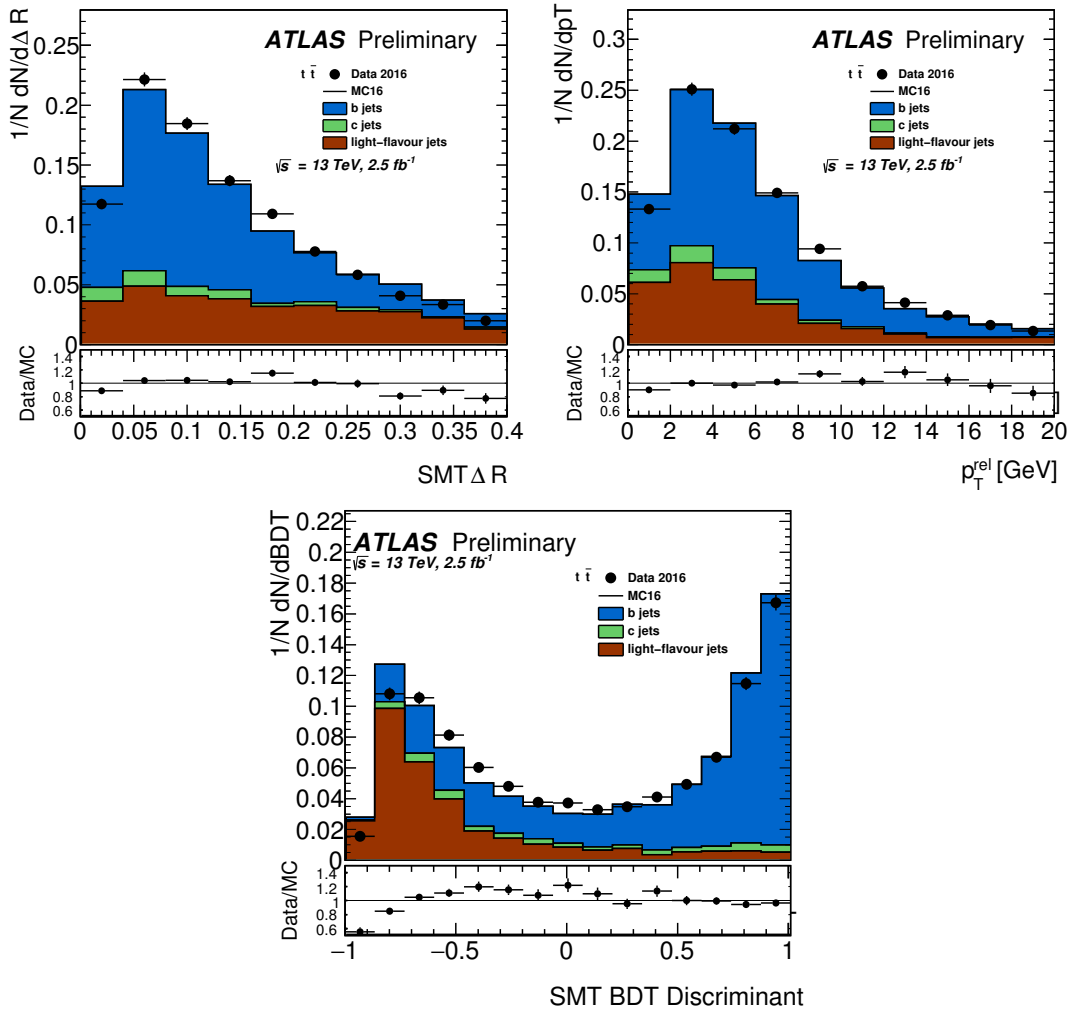 1/N dN/dΔ R
ATLAS Preliminary
t t̄ Data 2016
MC16
b jets
c jets
light−flavour jets
√s = 13 TeV, 2.5 fb⁻¹
0.25
0.2
0.15
0.1
0.05
0
Data/MC
1.4
1.2
1
0.8
0.6
0 0.05 0.1 0.15 0.2 0.25 0.3 0.35 0.4
SMT Δ R
1/N dN/dpT
ATLAS Preliminary
t t̄ Data 2016
MC16
b jets
c jets
light−flavour jets
√s = 13 TeV, 2.5 fb⁻¹
0.3
0.25
0.2
0.15
0.1
0.05
0
Data/MC
1.4
1.2
1
0.8
0.6
0 2 4 6 8 10 12 14 16 18 20
p_T^rel [GeV]
1/N dN/dBDT
ATLAS Preliminary
√s = 13 TeV, 2.5 fb⁻¹
t t̄ Data 2016
MC16
b jets
c jets
light−flavour jets
0.22
0.2
0.18
0.16
0.14
0.12
0.1
0.08
0.06
0.04
0.02
0
Data/MC
1.4
1.2
1
0.8
0.6
−1 −0.5 0 0.5 1
SMT BDT Discriminant